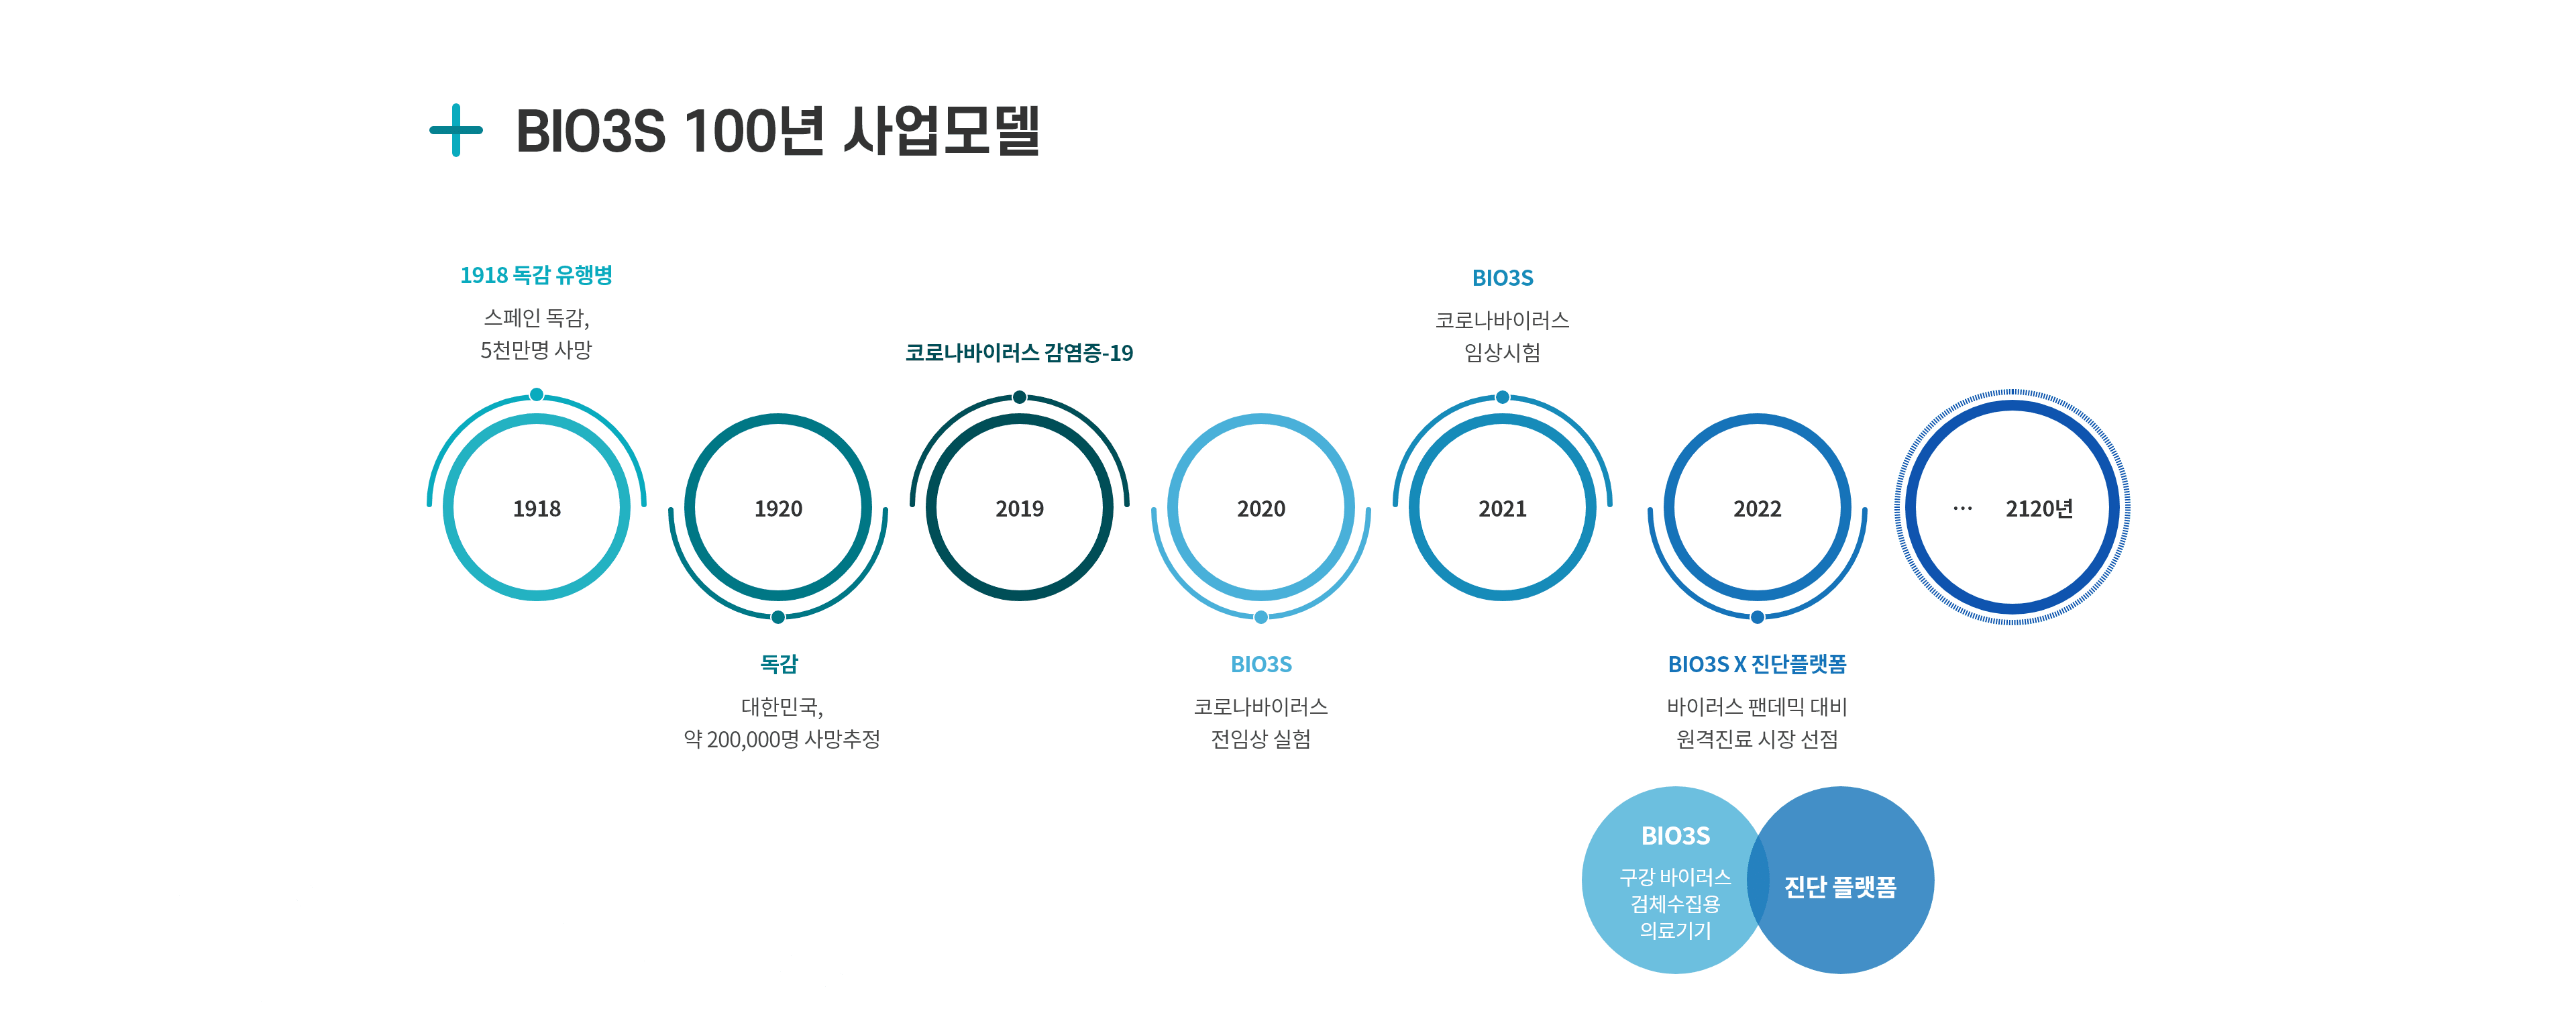 BIO3S 100년 사업모델
1918 독감 유행병
스페인 독감,
5천만명 사망
1918
1920
독감
대한민국,
약 200,000명 사망추정
코로나바이러스 감염증-19
2019
2020
BIO3S
코로나바이러스
전임상 실험
BIO3S
코로나바이러스
임상시험
2021
2022
BIO3S X 진단플랫폼
바이러스 팬데믹 대비
원격진료 시장 선점
BIO3S
구강 바이러스
검체수집용
의료기기
진단 플랫폼
··· 2120년